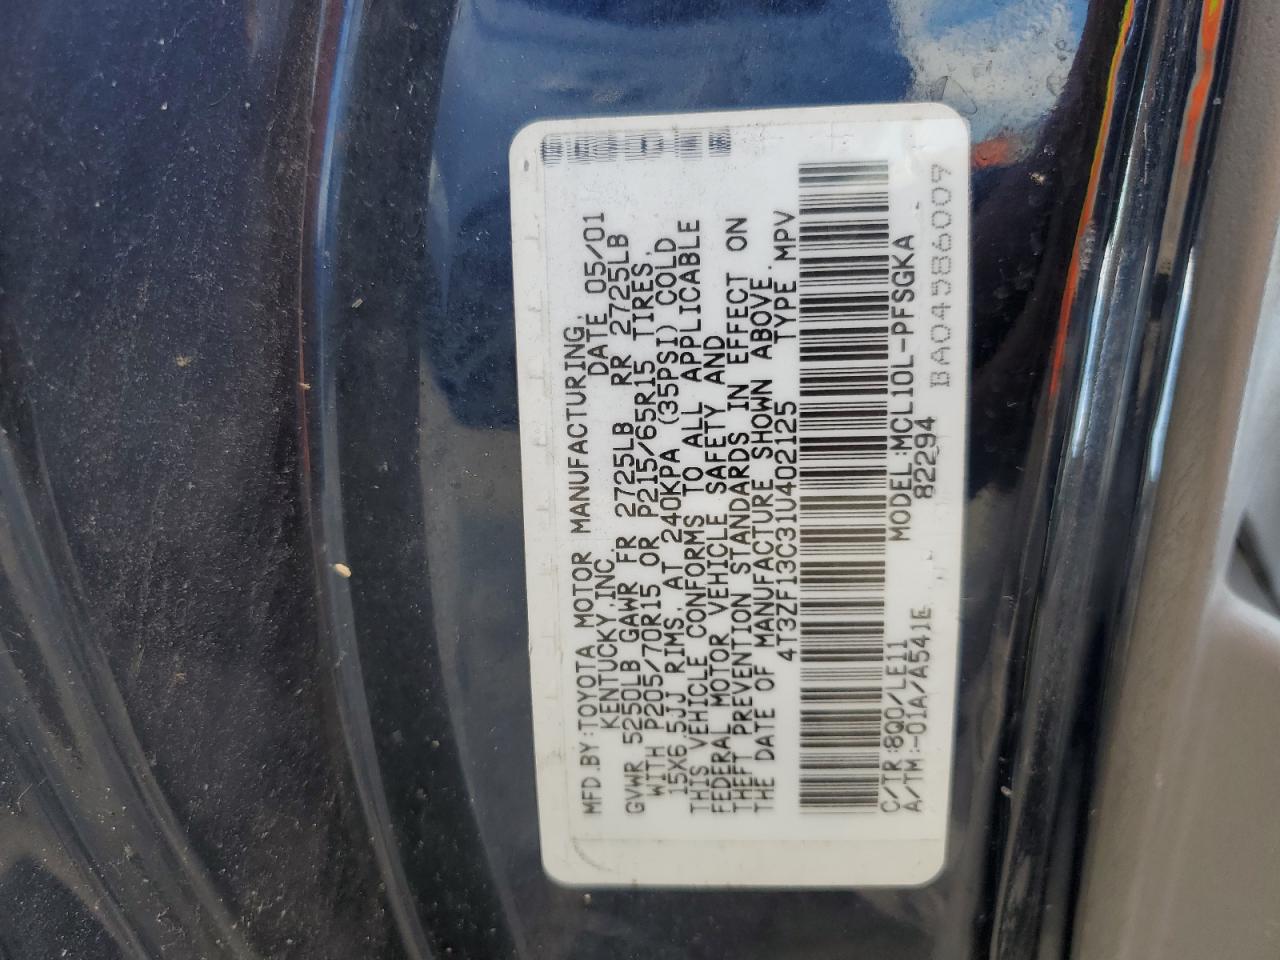 MFD.BY:TOYOTA MOTOR MANUFACTURING,
KENTUCKY,INC. DATE 05/01
GVWR 5250LB GAWR FR 2725LB RR 2725LB
WITH P205/70R15 OR P215/65R15 TIRES,
15X6.5JJ RIMS, AT 240KPA (35PSI) COLD
THIS VEHICLE CONFORMS TO ALL APPLICABLE
FEDERAL MOTOR VEHICLE SAFETY AND
THEFT PREVENTION STANDARDS IN EFFECT ON
THE DATE OF MANUFACTURE SHOWN ABOVE.
4T3ZF13C31U402125 TYPE MPV
C/TR:8Q0/LE11 MODEL:MCL10L-PFSGKA
A/TM:-01A/A541E 82294
BA04586009